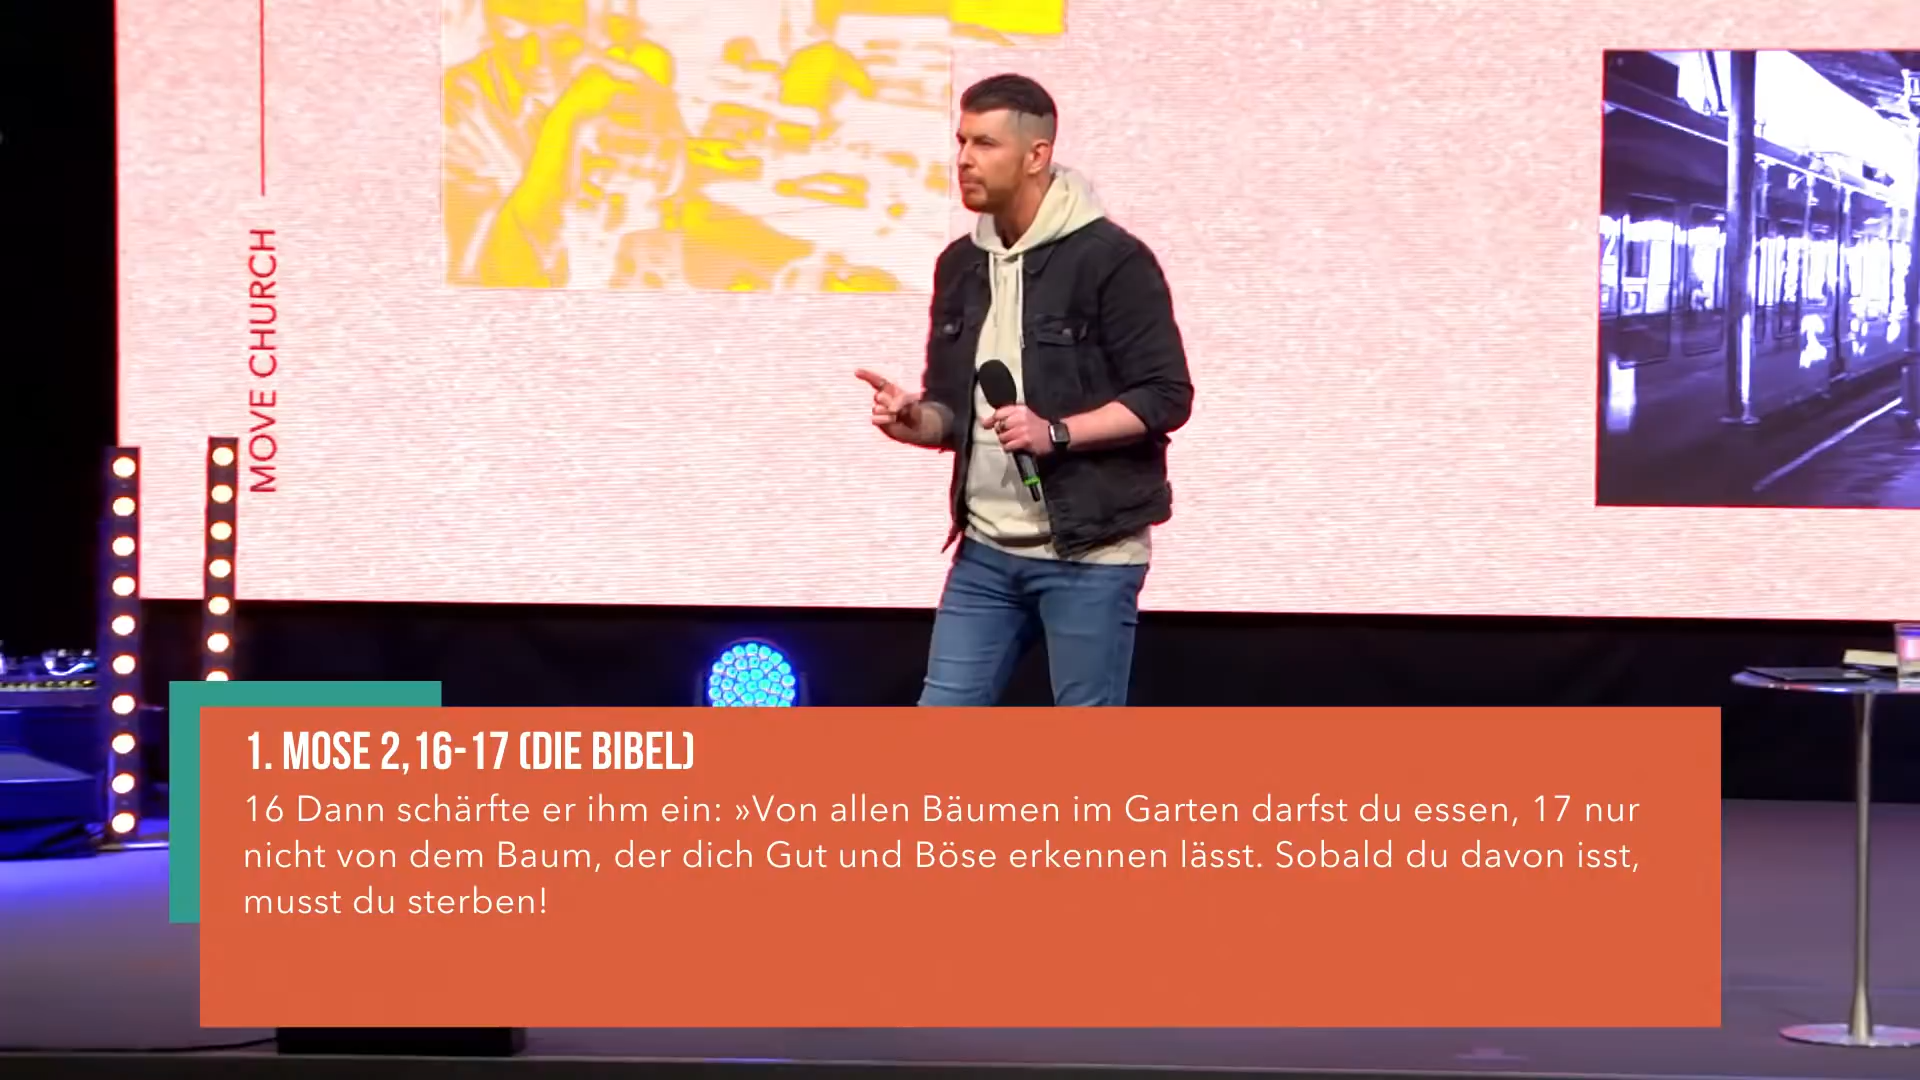 MOVE CHURCH
1. MOSE 2,16-17 (DIE BIBEL)
16 Dann schärfte er ihm ein: »Von allen Bäumen im Garten darfst du essen, 17 nur
nicht von dem Baum, der dich Gut und Böse erkennen lässt. Sobald du davon isst,
musst du sterben!